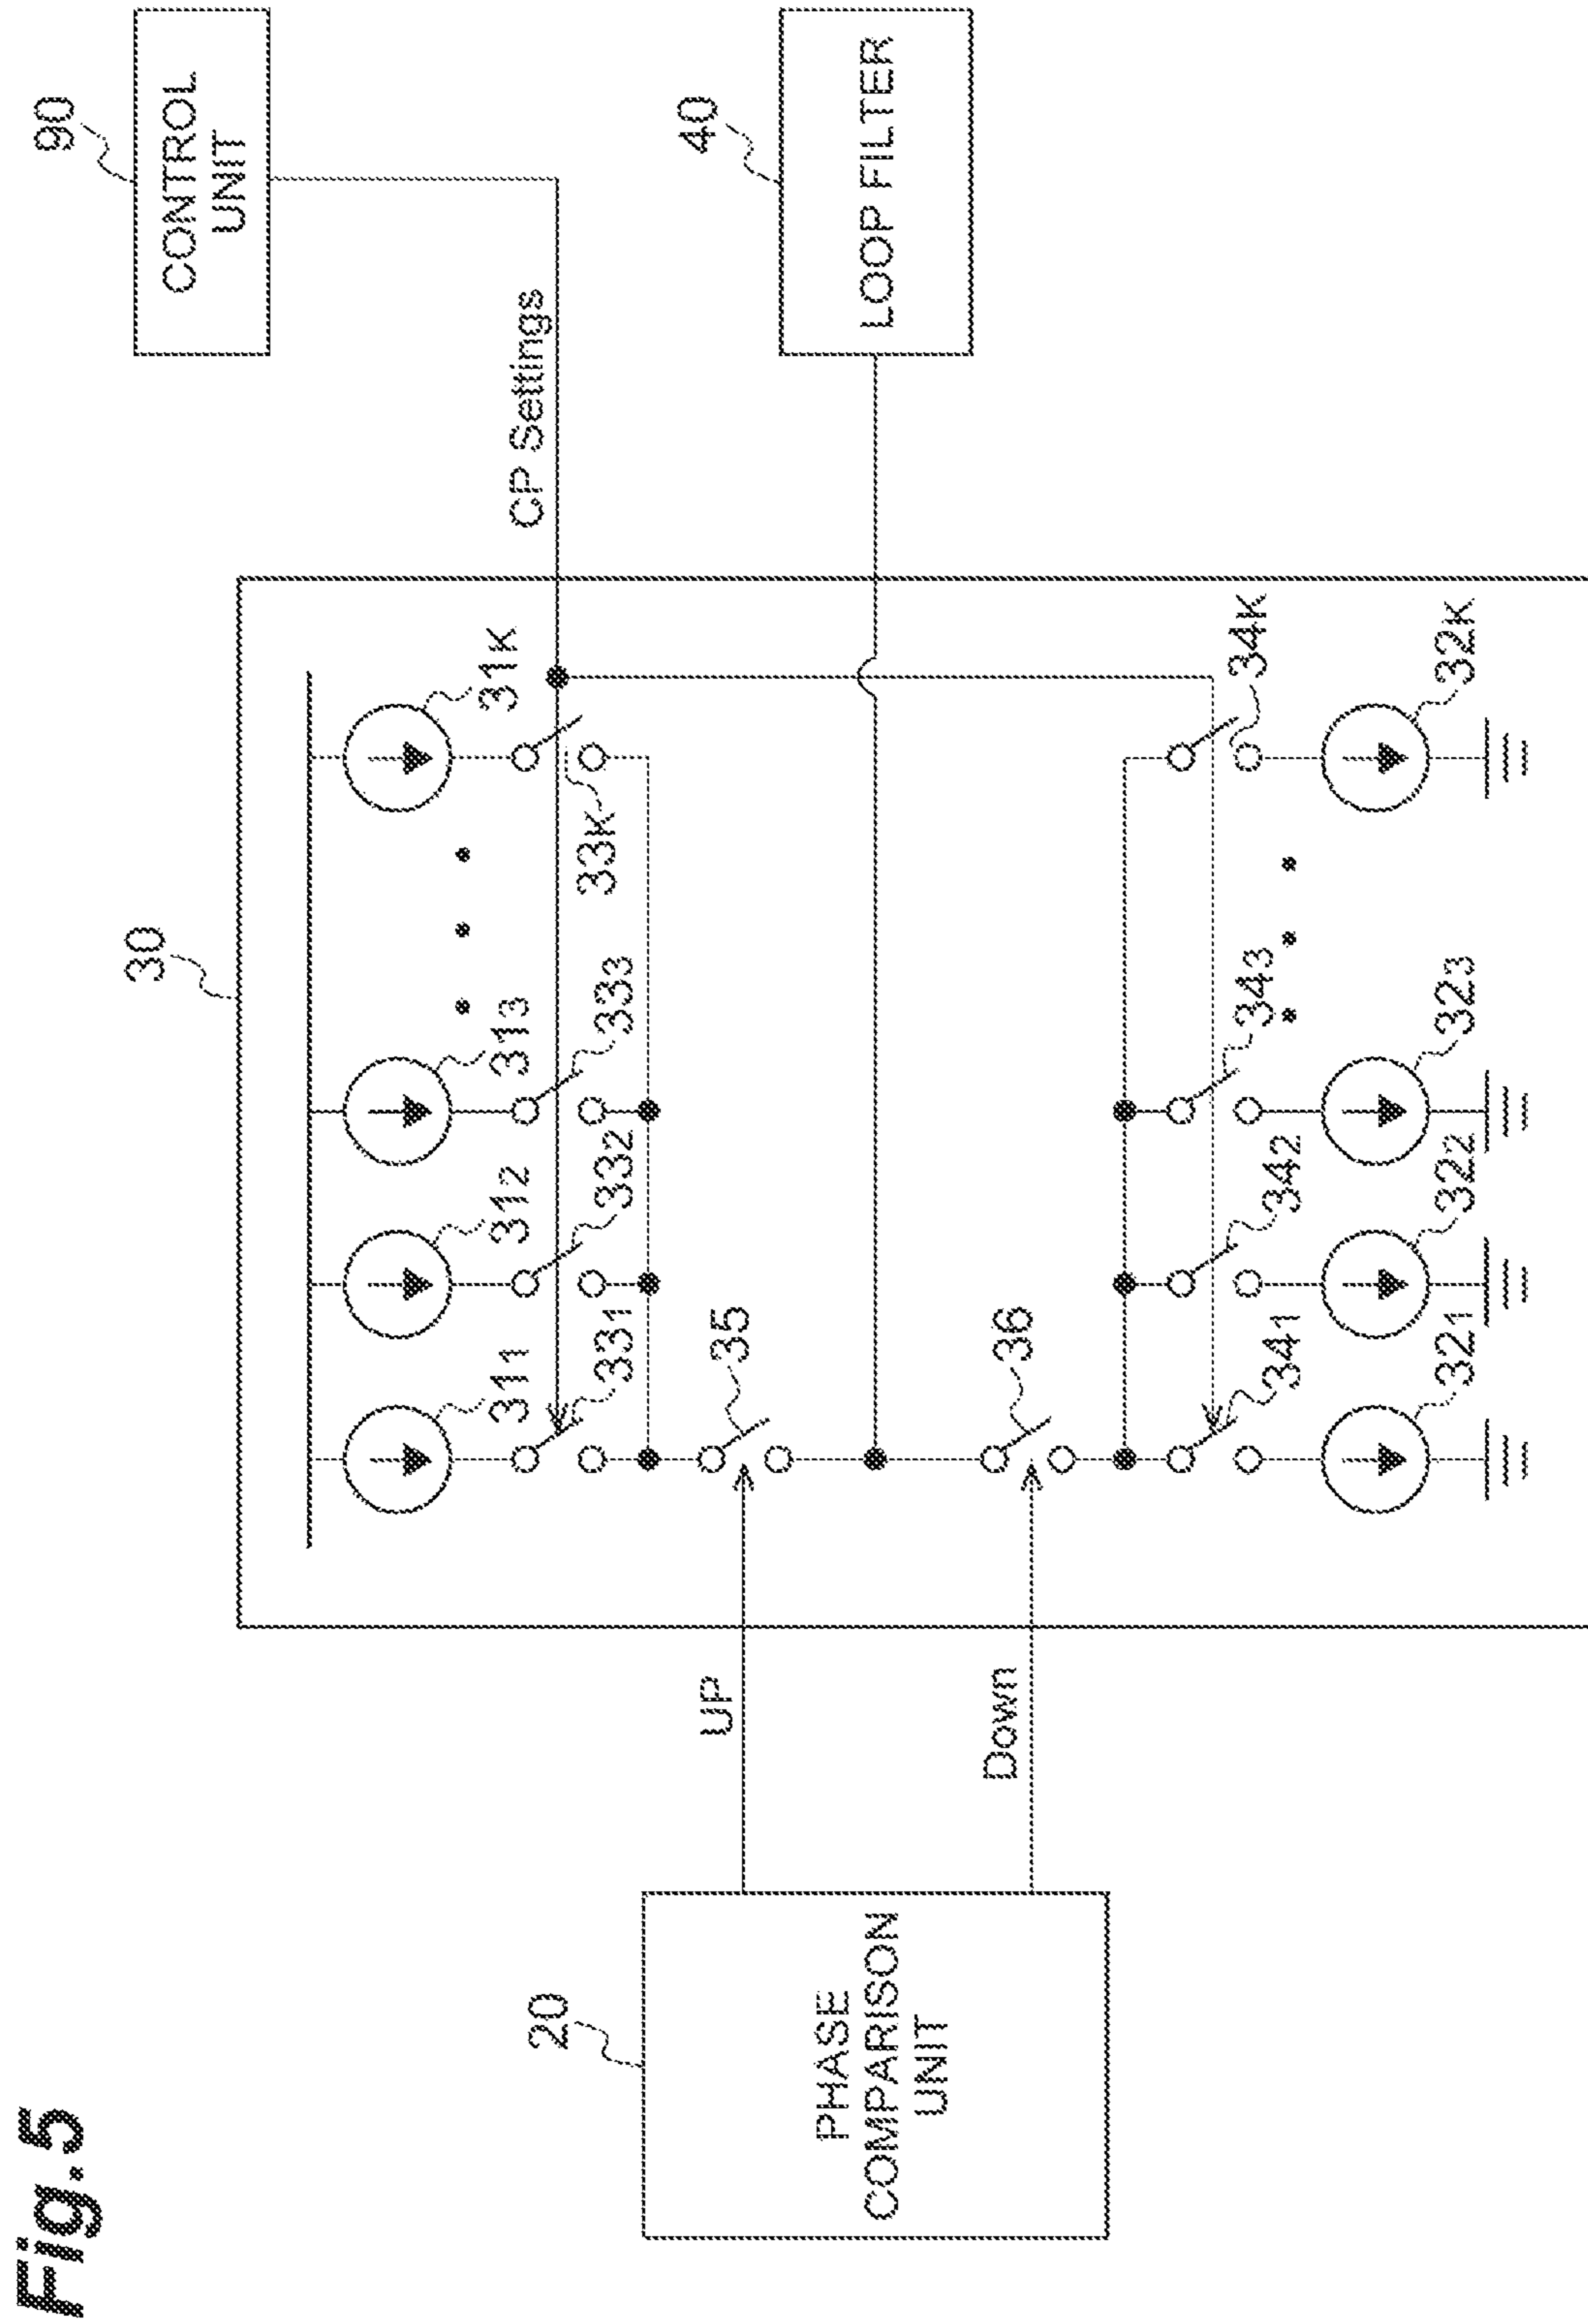 Fig.5
20
PHASE
COMPARISON
UNIT
UP
Down
30
31₁
31₂
31₃
31K
33₁
33₂
33₃
33K
35
36
34₁
34₂
34₃
34K
32₁
32₂
32₃
32K
CP Settings
90
CONTROL
UNIT
40
LOOP FILTER